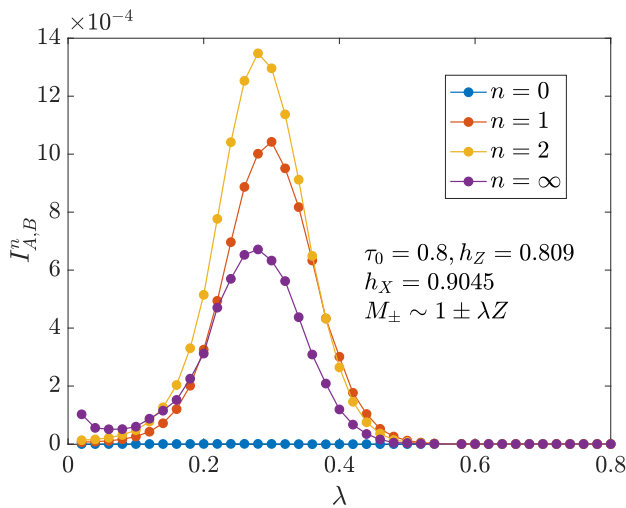 ×10⁻⁴
14
12
10
8
6
4
2
0
0 0.2 0.4 0.6 0.8
I^n_{A,B}
λ
n = 0
n = 1
n = 2
n = ∞
τ₀ = 0.8, h_Z = 0.809
h_X = 0.9045
M_± ∼ 1 ± λZ